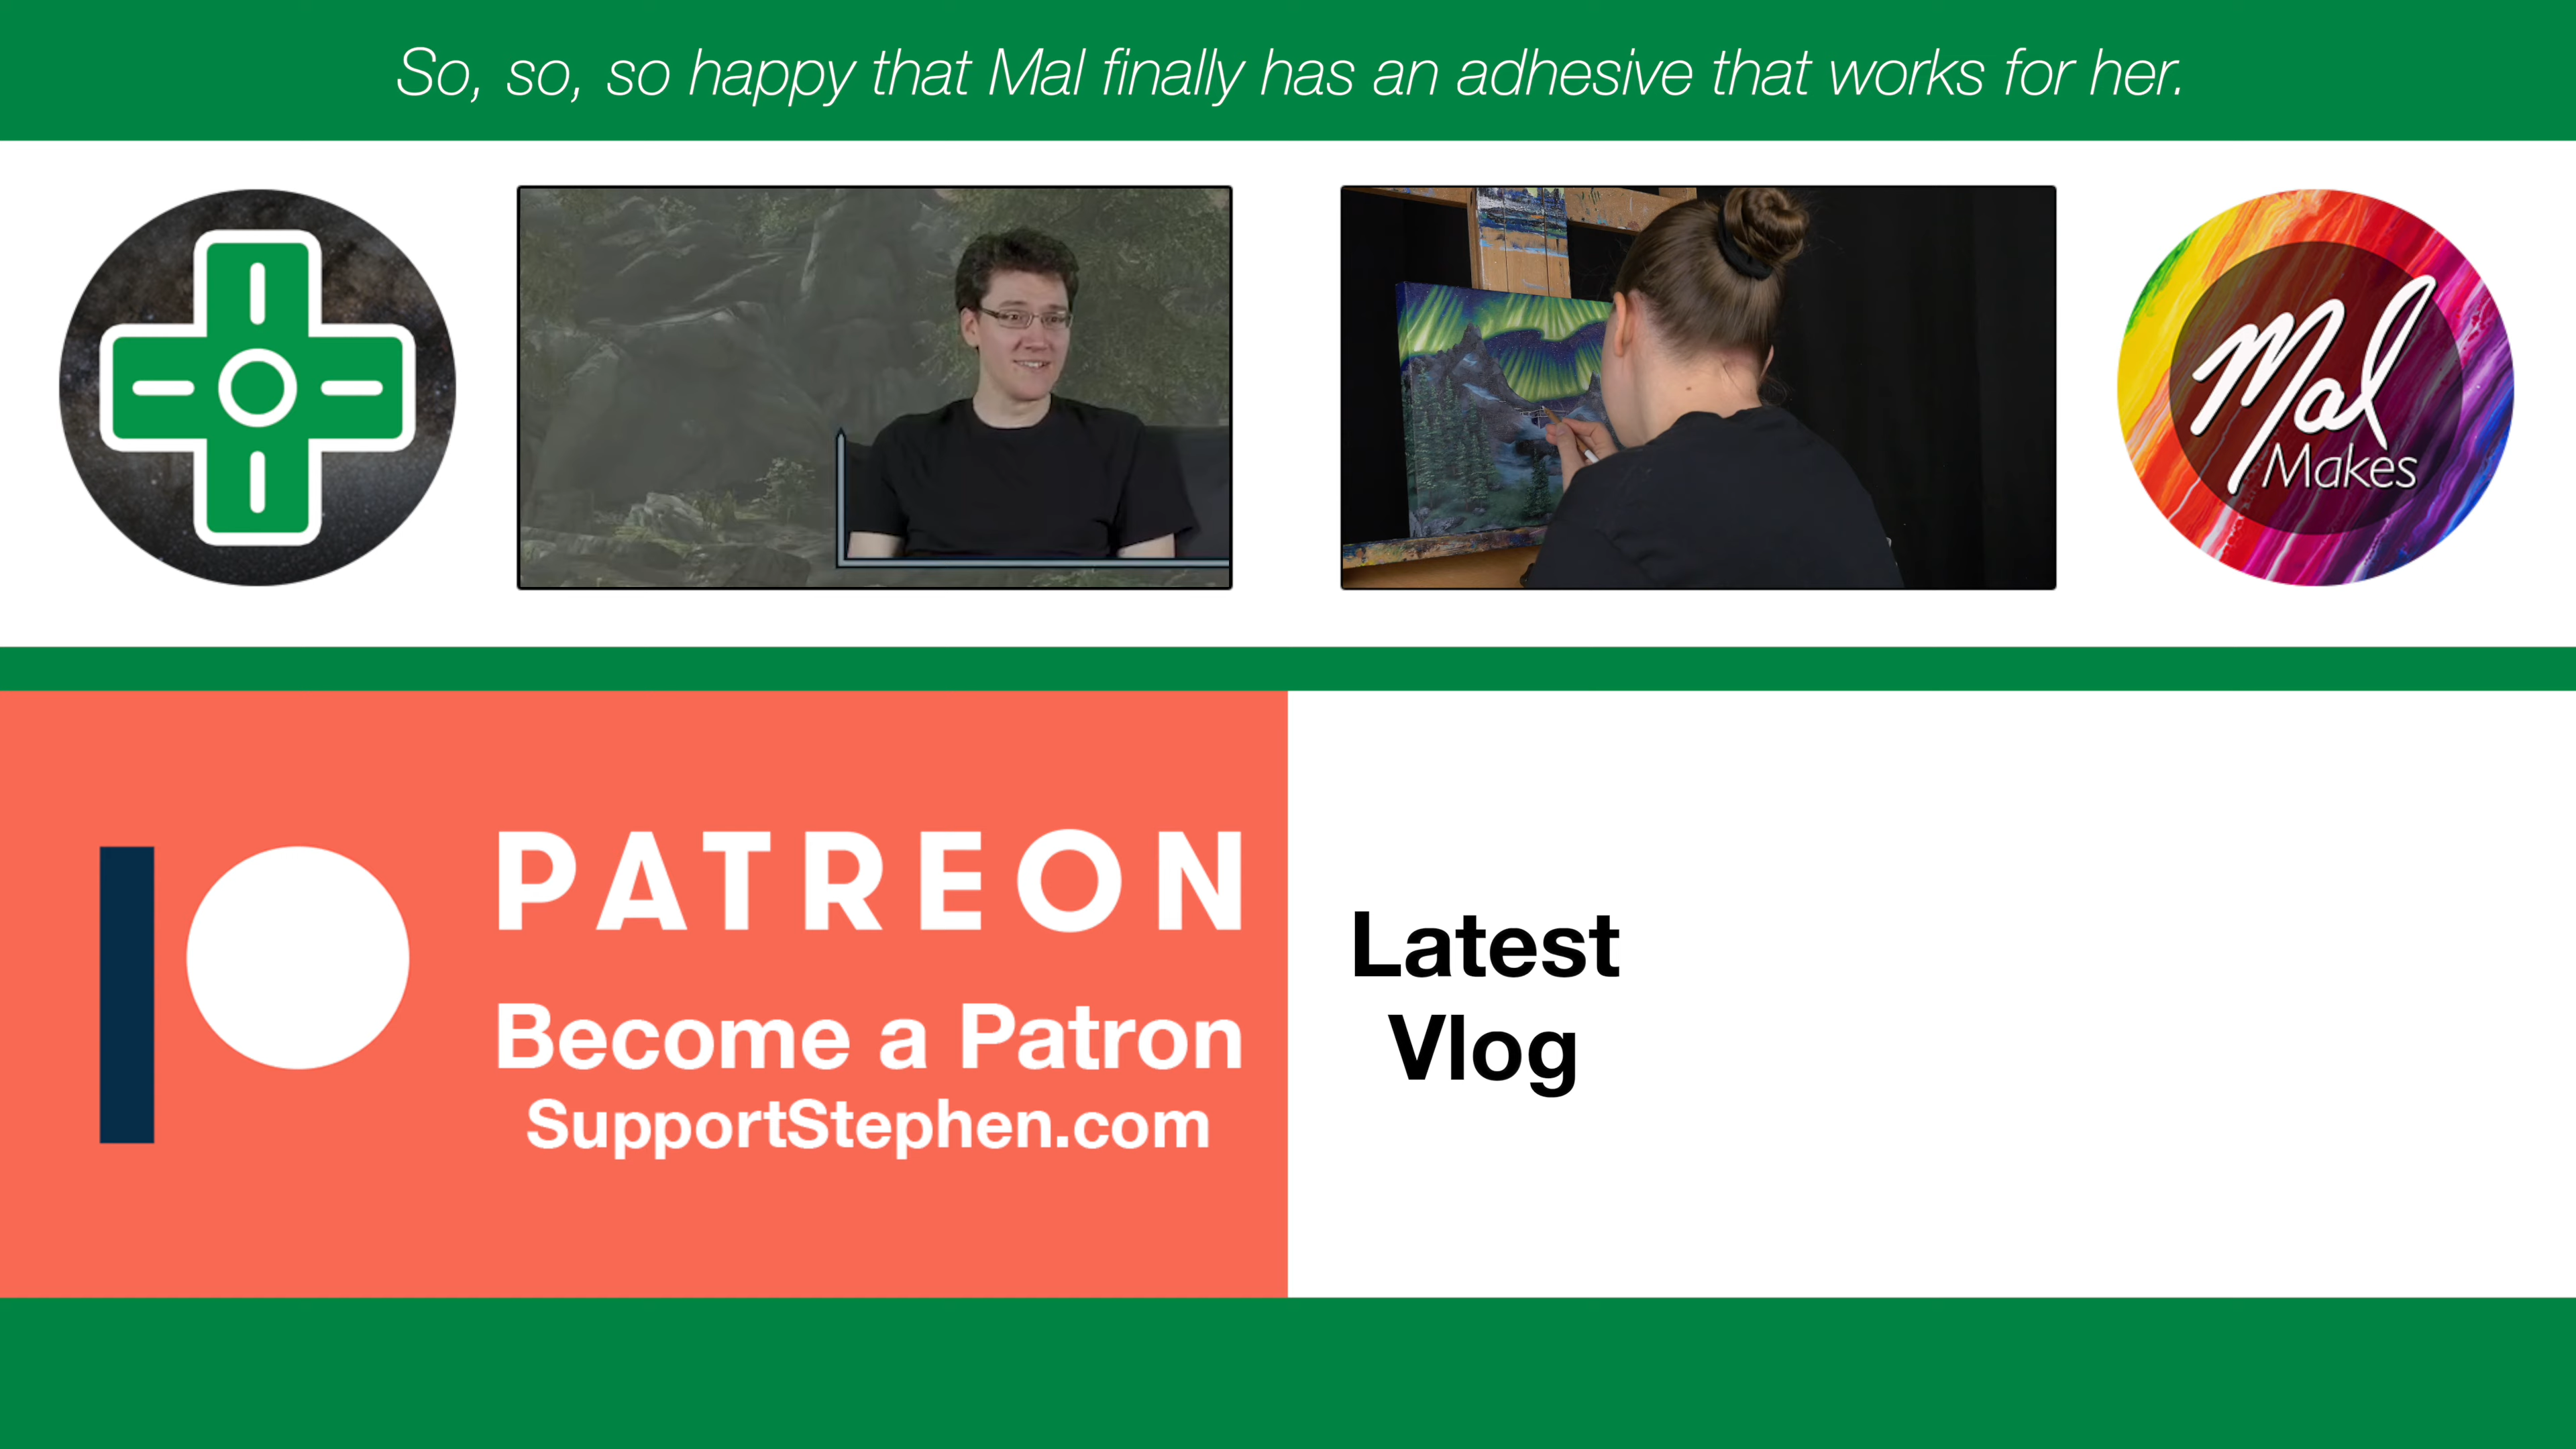 So, so, so happy that Mal finally has an adhesive that works for her.
Mal
Makes
PATREON
Become a Patron
SupportStephen.com
Latest
Vlog